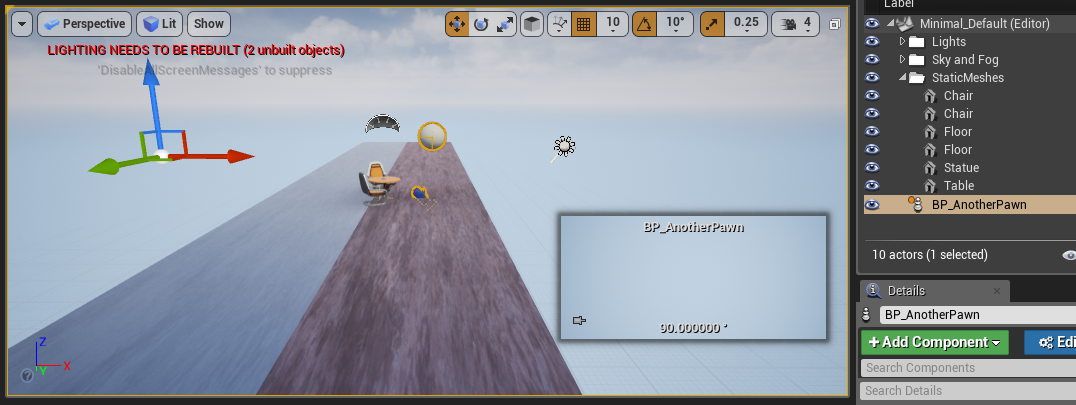 Perspective
Lit
Show
10
10°
0.25
4
LIGHTING NEEDS TO BE REBUILT (2 unbuilt objects)
'DisableAllScreenMessages' to suppress
BP_AnotherPawn
90.000000 °
Z
X
Y
Label
Minimal_Default (Editor)
Lights
Sky and Fog
StaticMeshes
Chair
Chair
Floor
Floor
Statue
Table
BP_AnotherPawn
10 actors (1 selected)
Details
BP_AnotherPawn
+Add Component
Edi
Search Components
Search Details